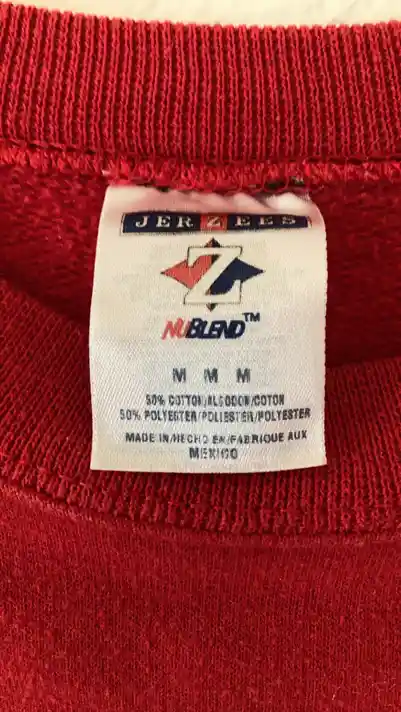 JERZEES
Z
NUBLEND™
M M M
50% COTTON/ALGODON/COTON
50% POLYESTER/POLIESTER/POLYESTER
MADE IN/HECHO EN/FABRIQUE AUX
MEXICO